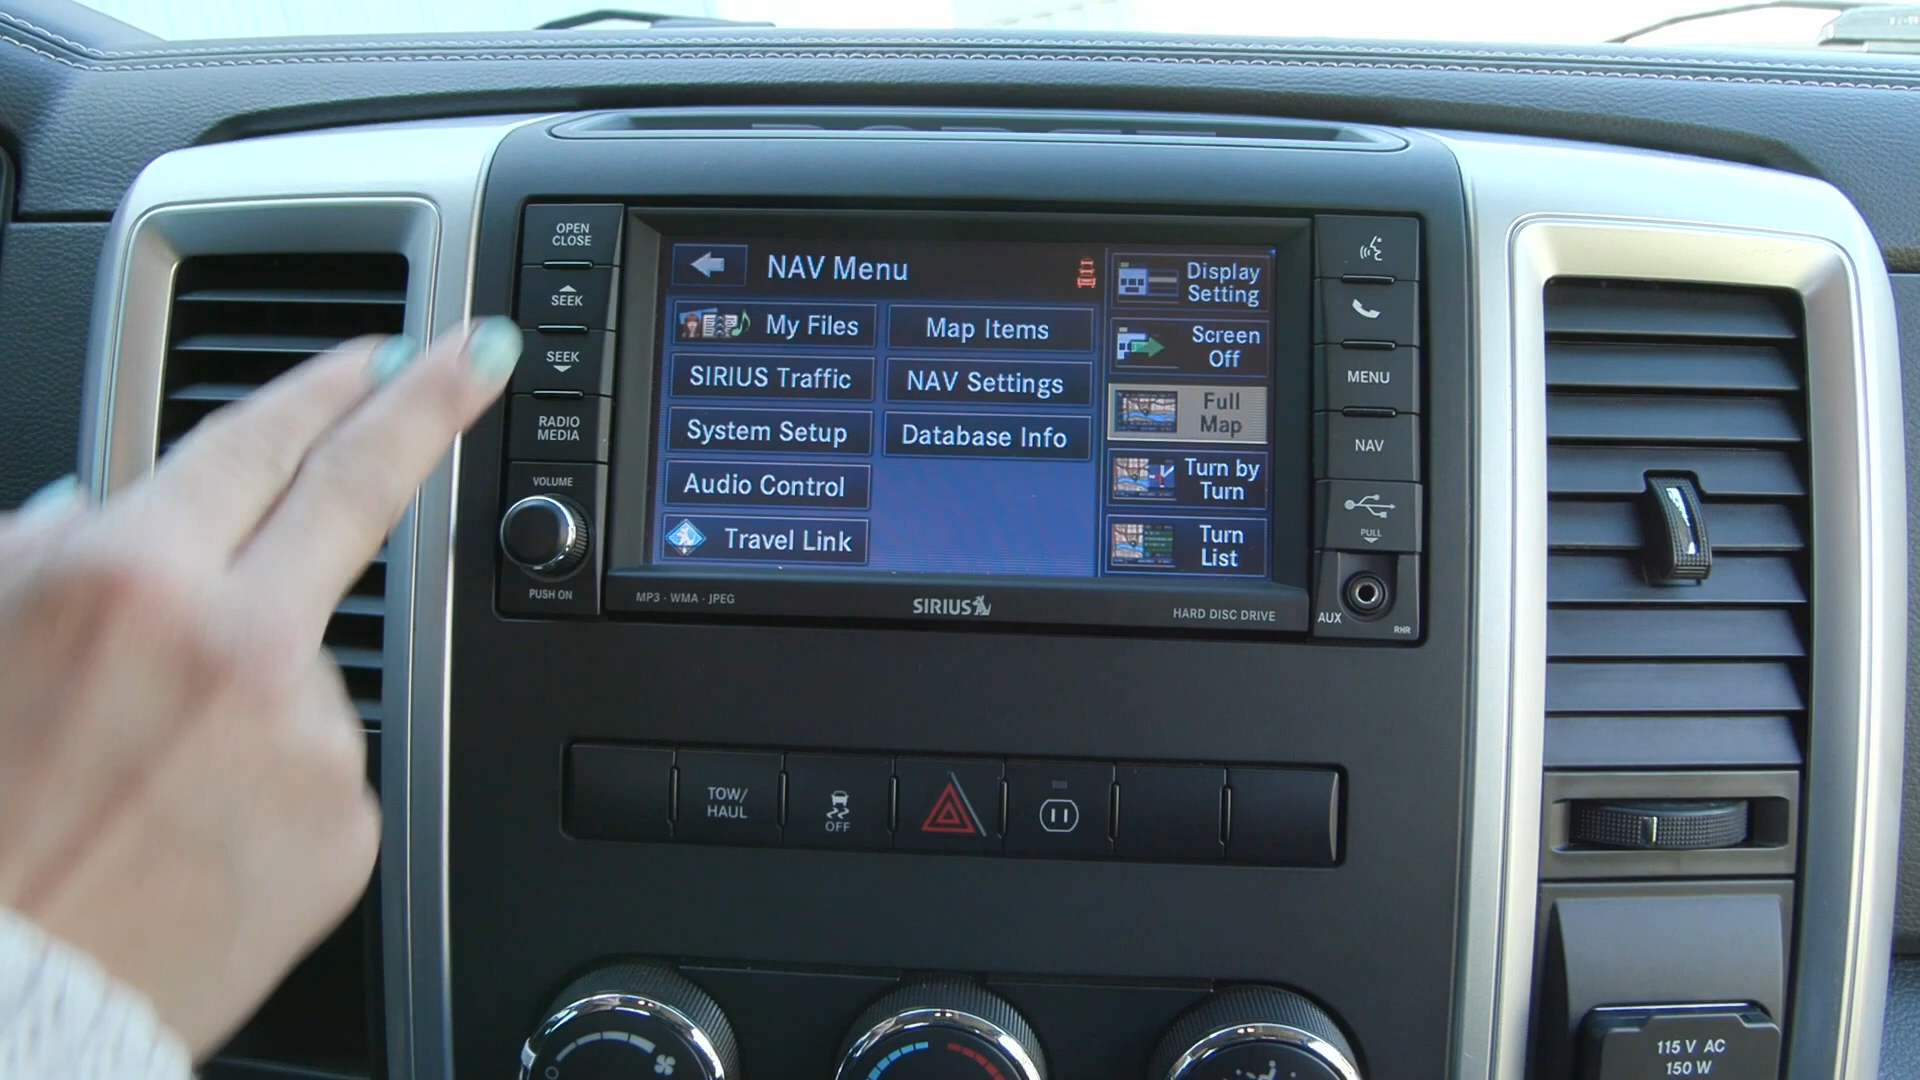 DODGE
OPEN
CLOSE
SEEK
SEEK
RADIO
MEDIA
VOLUME
PUSH ON
NAV Menu
My Files
SIRIUS Traffic
System Setup
Audio Control
Travel Link
Map Items
NAV Settings
Database Info
Display
Setting
Screen
Off
Full
Map
Turn by
Turn
Turn
List
MP3 · WMA · JPEG
SIRIUS
HARD DISC DRIVE
MENU
NAV
PULL
AUX
RHR
TOW/
HAUL
OFF
115 V AC
150 W